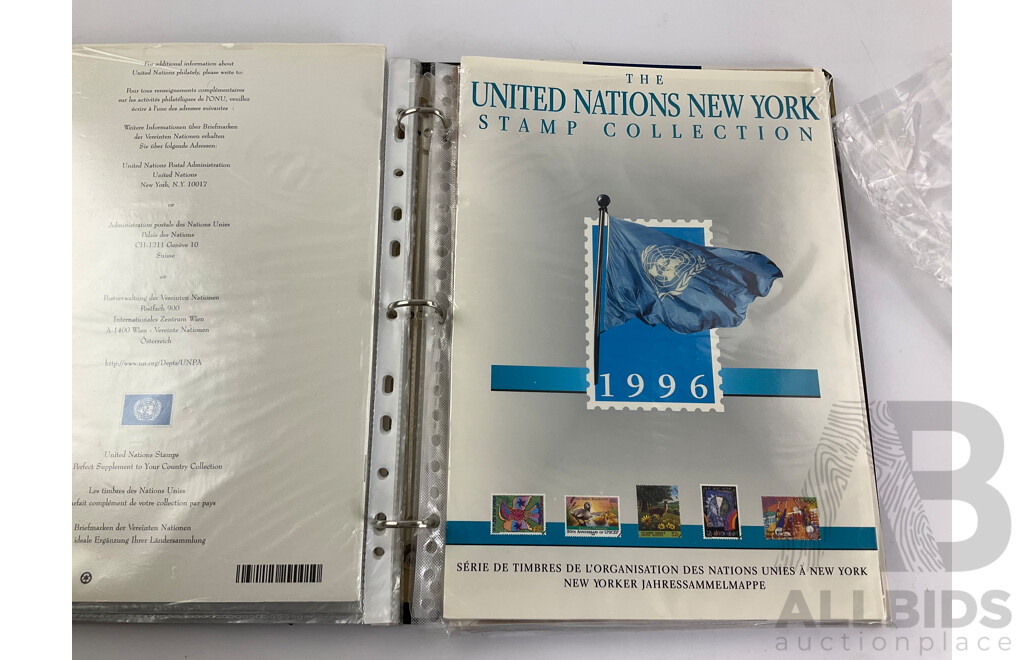 For additional information about
United Nations philately, please write to:
Pour tous renseignements complémentaires
sur les activités philatéliques de l'ONU, veuillez
écrire à l'une des adresses suivantes :
Weitere Informationen über Briefmarken
der Vereinten Nationen erhalten
Sie über folgende Adressen:
United Nations Postal Administration
United Nations
New York, N.Y. 10017
or
Administration postale des Nations Unies
Palais des Nations
CH-1211 Genève 10
Suisse
or
Postverwaltung der Vereinten Nationen
Postfach 900
Internationales Zentrum Wien
A-1400 Wien - Vereinte Nationen
Österreich
http://www.un.org/Depts/UNPA
United Nations Stamps
Perfect Supplement to Your Country Collection
Les timbres des Nations Unies
rfait complément de votre collection par pays
Briefmarken der Vereinten Nationen
ideale Ergänzung Ihrer Ländersammlung
THE
UNITED NATIONS NEW YORK
STAMP COLLECTION
1996
SÉRIE DE TIMBRES DE L'ORGANISATION DES NATIONS UNIES À NEW YORK
NEW YORKER JAHRESSAMMELMAPPE
AB
ALLBIDS
auctionplace